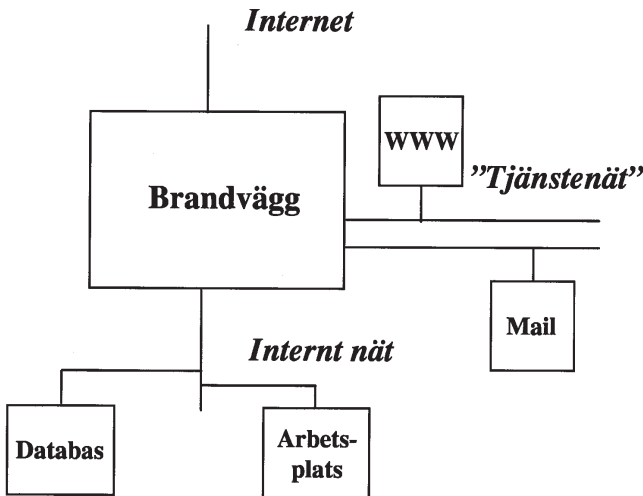 Internet
WWW
"Tjänstenät"
Brandvägg
Mail
Internt nät
Databas
Arbets-
plats